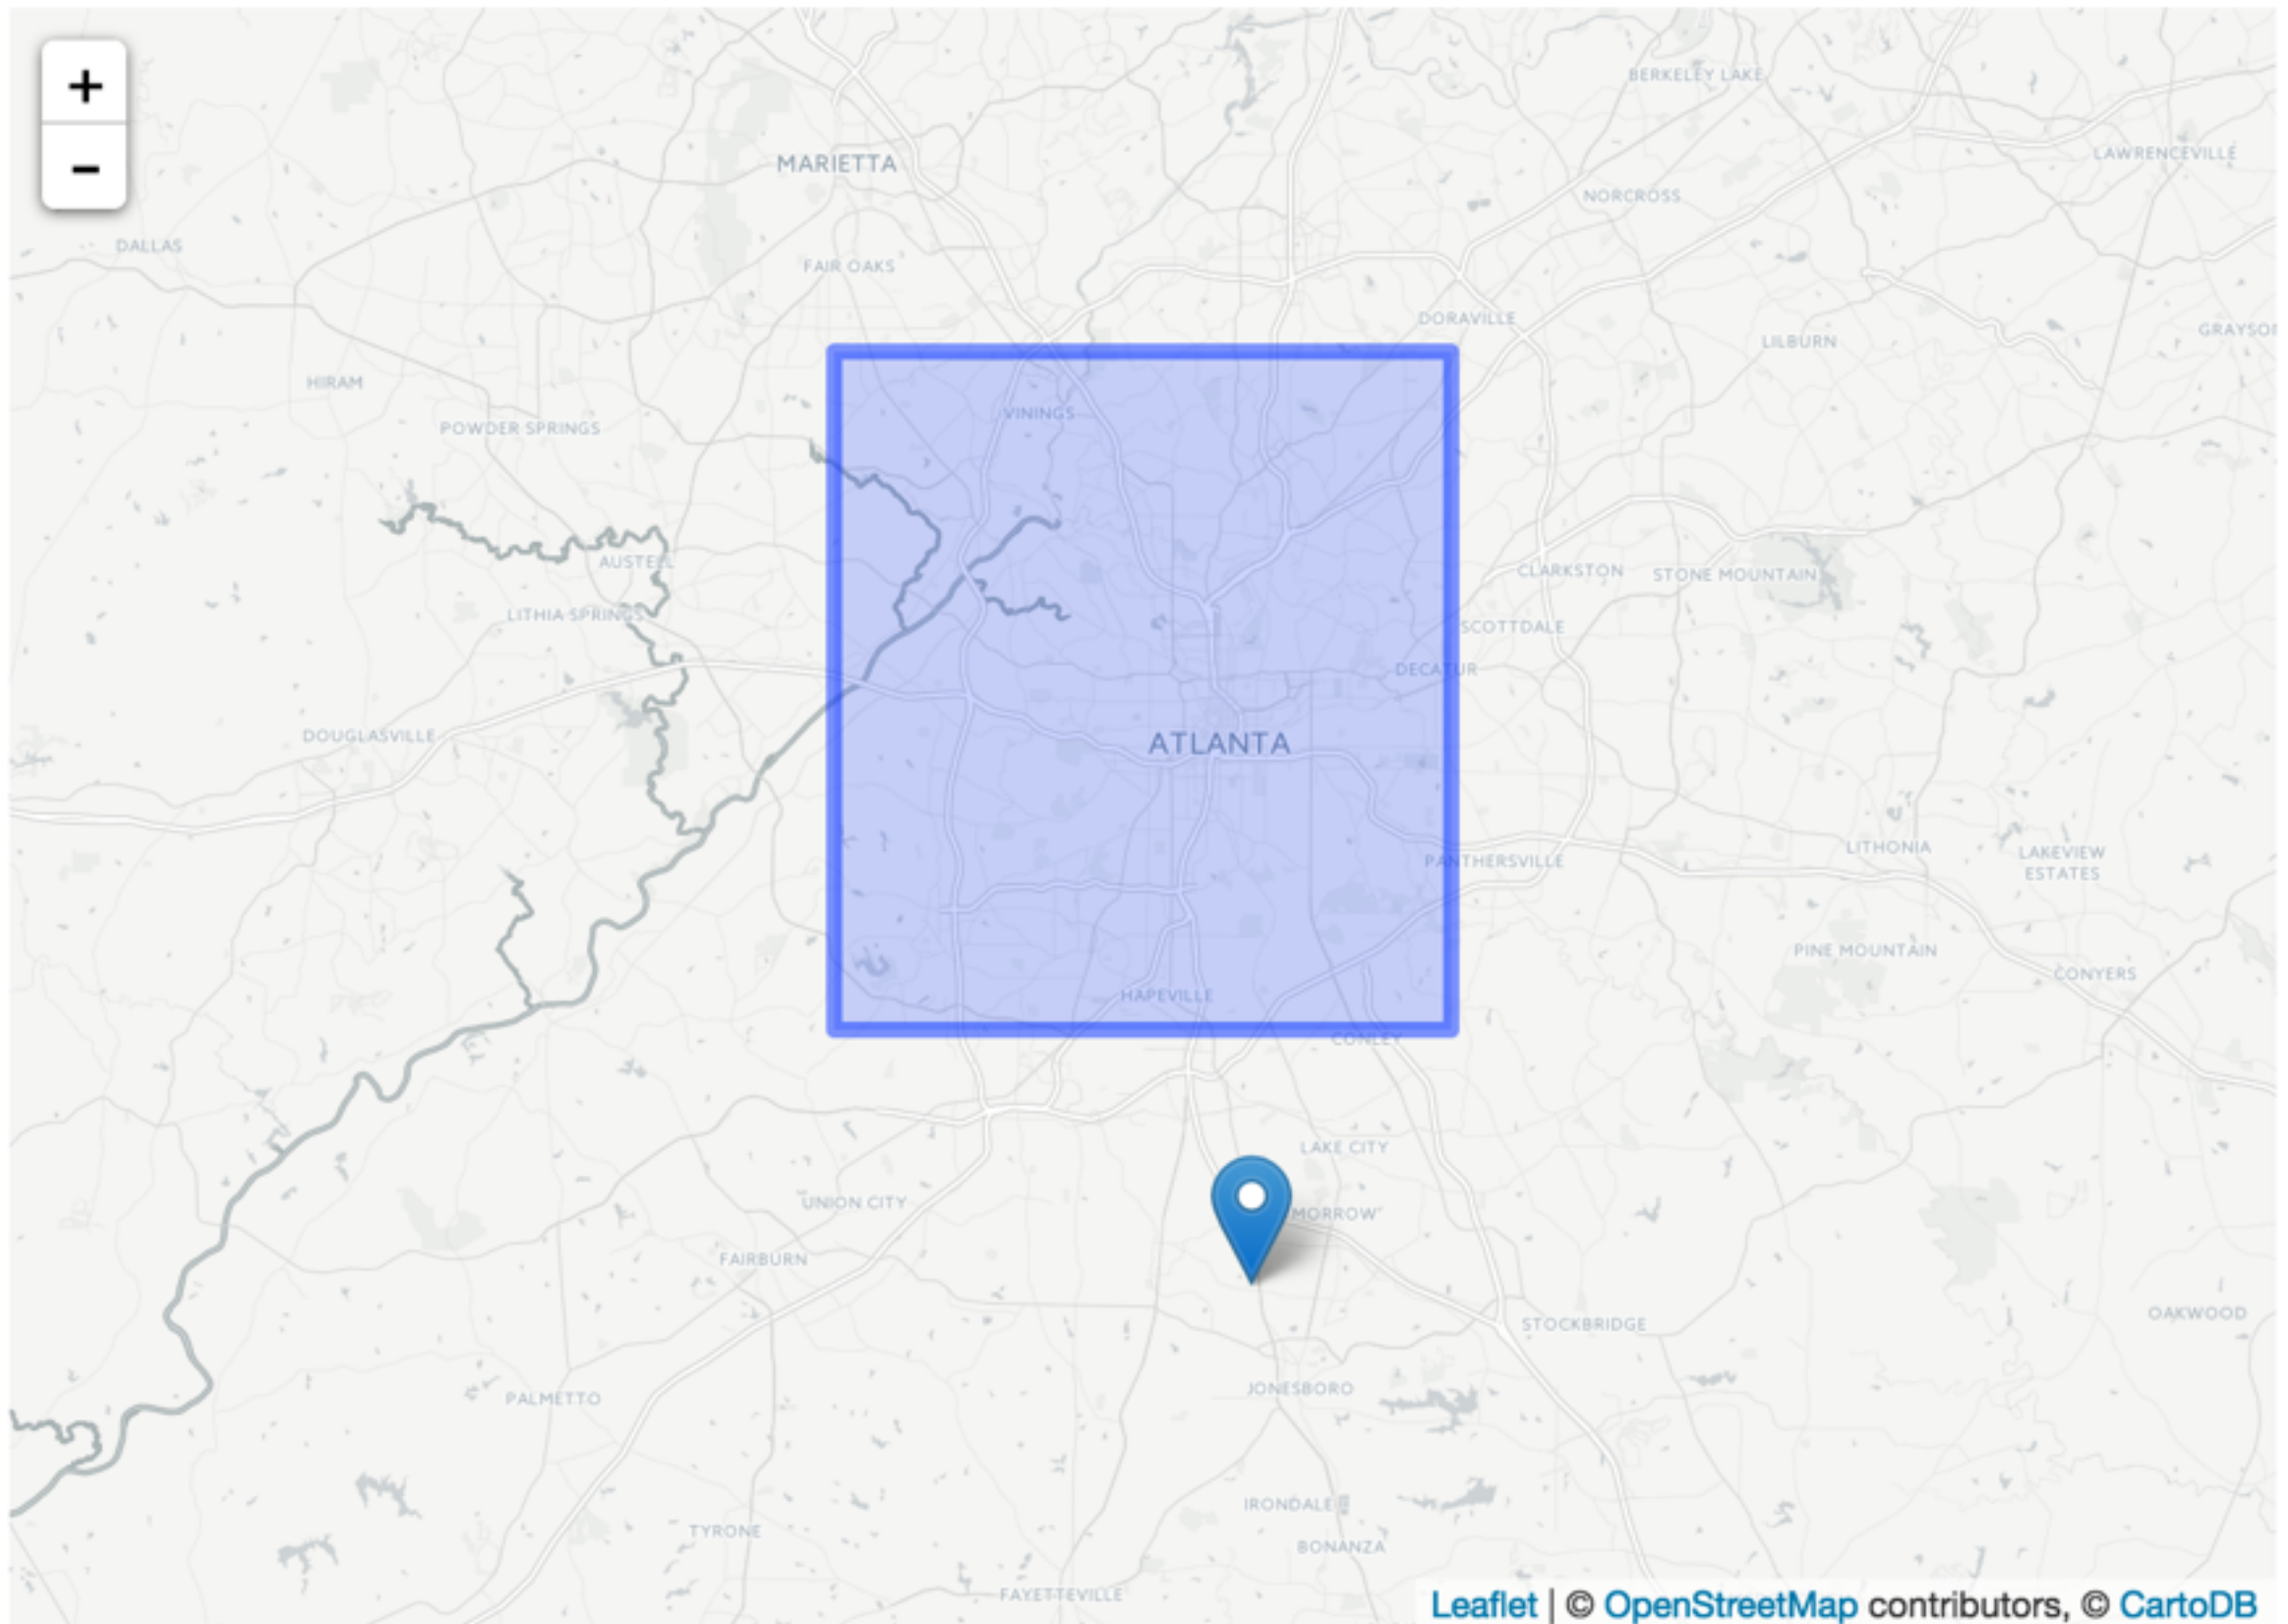 +
BERKELEY LAKE
MARIETTA
LAWRENCEVILLE
-
NORCROSS
DALLAS
FAIR OAKS
DORAVILLE
GRAYSO
LILBURN
HIRAM
VININGS
POWDER SPRINGS
AUSTELL
CLARKSTON
STONE MOUNTAIN
LITHIA SPRINGS
SCOTTDALE
DECATUR
DOUGLASVILLE
ATLANTA
LITHONIA
PANTHERSVILLE
LAKEVIEW
ESTATES
PINE MOUNTAIN
CONYERS
HAPEVILLE
CONLEY
LAKE CITY
UNION CITY
MORROW
FAIRBURN
OAKWOOD
STOCKBRIDGE
JONESBORO
PALMETTO
IRONDALE
TYRONE
BONANZA
FAYETTEVILLE
Leaflet | © OpenStreetMap contributors, © CartoDB